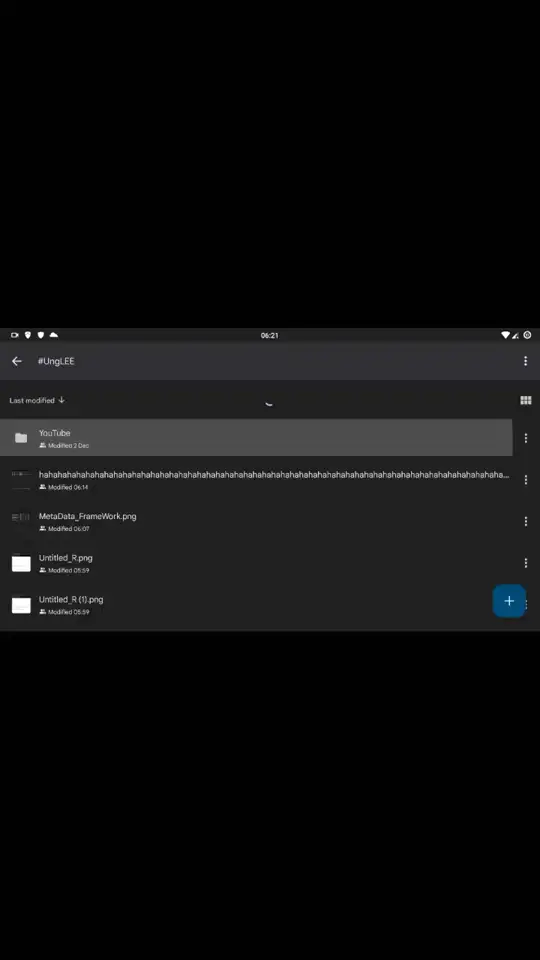 06:21
#UngLEE
Last modified
YouTube
Modified 2 Dec
hahahahahahahahahahahahahahahahahahahahahahahahahahahahahahahahahahahahahahahahahahahahahahahahahaha...
Modified 06:14
MetaData_FrameWork.png
Modified 06:07
Untitled_R.png
Modified 05:59
Untitled_R (1).png
Modified 05:59